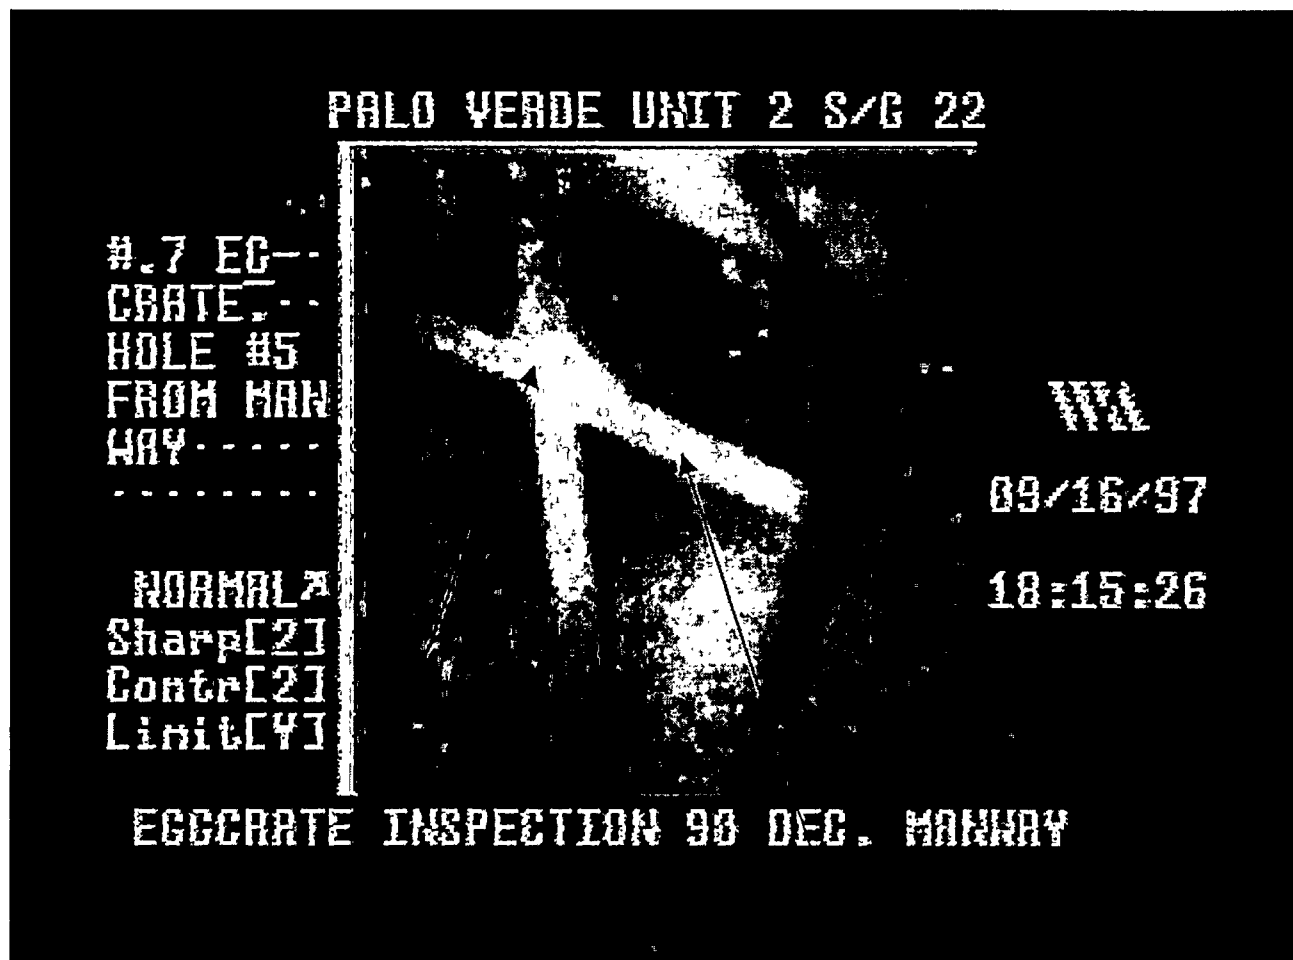 PALO VERDE UNIT 2 S/G 22
#.7 EG--
CRATE.--
HOLE #5
FROM MAN
WAY-----
--------
NORMAL↗
Sharp[2]
Contr[2]
Limit[Y]
09/16/97
18:15:26
EGGCRATE INSPECTION 90 DEG. MANWAY